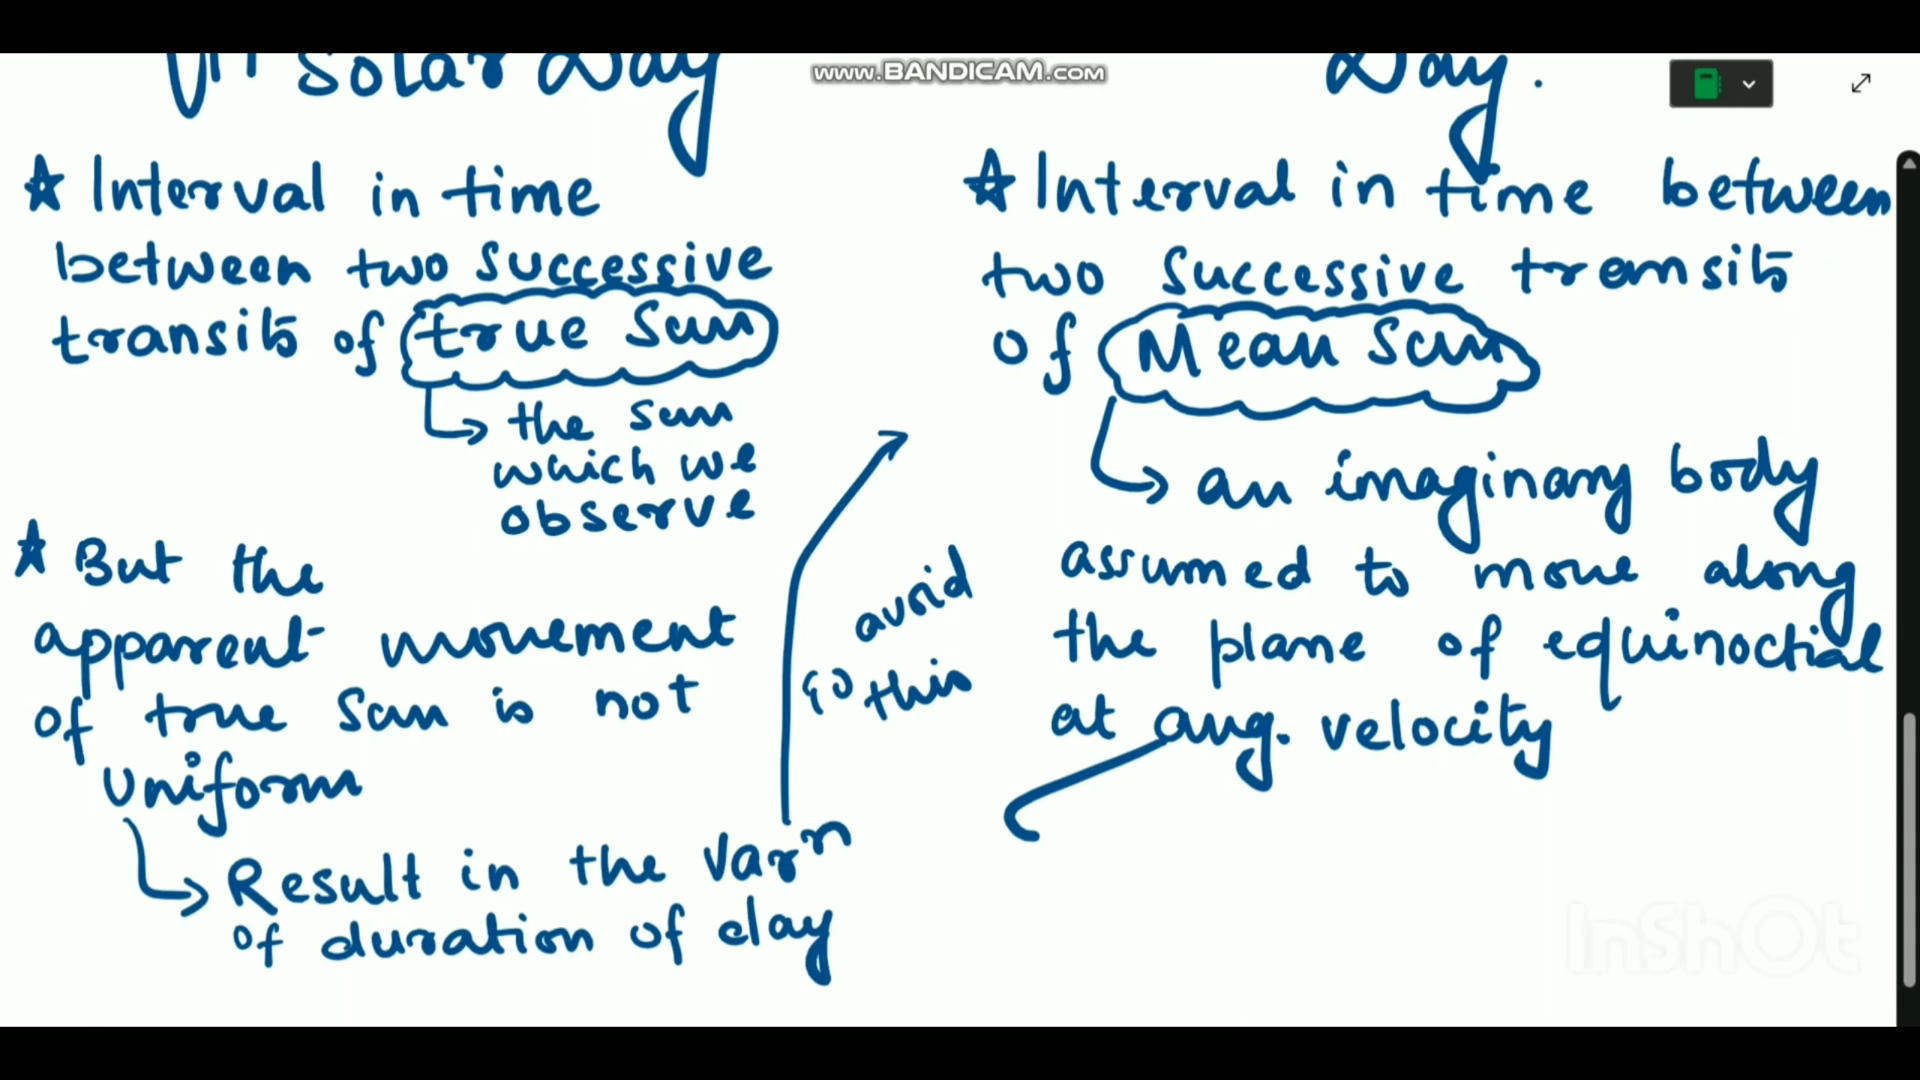 Solar Day
www.BANDICAM.com
Day.
☆ Interval in time
between two successive
transits of true Sun
↳ the sun
which we
observe
☆ But the
apparent movement
of true Sun is not
uniform
↳ Result in the varⁿ
of duration of day
avoid
this
☆ Interval in time between
two successive transits
of Mean Sun
↳ an imaginary body
assumed to move along
the plane of equinoctial
at avg. velocity
InShOt